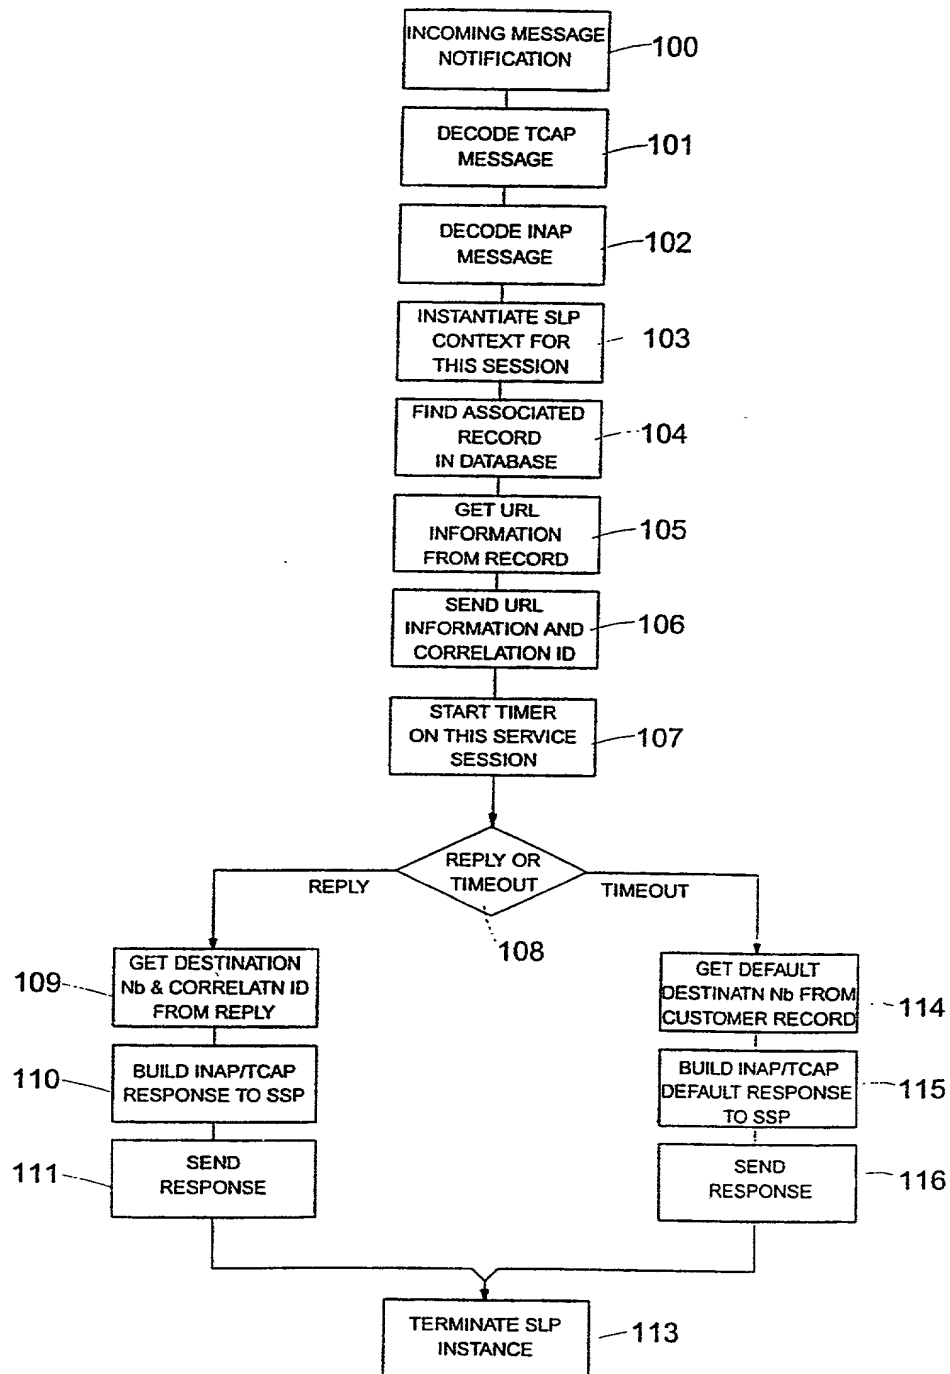 INCOMING MESSAGE
NOTIFICATION
100
DECODE TCAP
MESSAGE
101
DECODE INAP
MESSAGE
102
INSTANTIATE SLP
CONTEXT FOR
THIS SESSION
103
FIND ASSOCIATED
RECORD
IN DATABASE
104
GET URL
INFORMATION
FROM RECORD
105
SEND URL
INFORMATION AND
CORRELATION ID
106
START TIMER
ON THIS SERVICE
SESSION
107
REPLY OR
TIMEOUT
REPLY
TIMEOUT
108
109
GET DESTINATION
Nb & CORRELATN ID
FROM REPLY
110
BUILD INAP/TCAP
RESPONSE TO SSP
111
SEND
RESPONSE
GET DEFAULT
DESTINATN Nb FROM
CUSTOMER RECORD
114
BUILD INAP/TCAP
DEFAULT RESPONSE
TO SSP
115
SEND
RESPONSE
116
TERMINATE SLP
INSTANCE
113